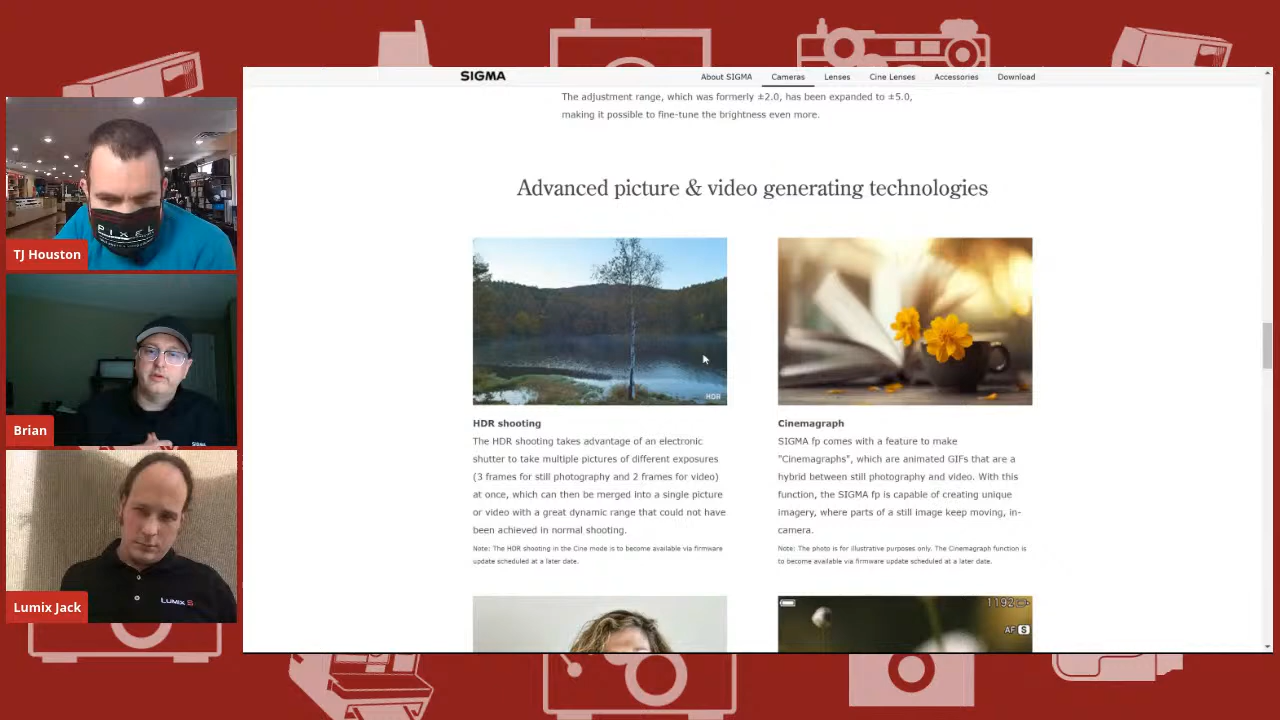 SIGMA
About SIGMA Cameras Lenses Cine Lenses Accessories Download
The adjustment range, which was formerly ±2.0, has been expanded to ±5.0,
making it possible to fine-tune the brightness even more.
Advanced picture & video generating technologies
HDR
HDR shooting
The HDR shooting takes advantage of an electronic
shutter to take multiple pictures of different exposures
(3 frames for still photography and 2 frames for video)
at once, which can then be merged into a single picture
or video with a great dynamic range that could not have
been achieved in normal shooting.
Note: The HDR shooting in the Cine mode is to become available via firmware
update scheduled at a later date.
Cinemagraph
SIGMA fp comes with a feature to make
"Cinemagraphs", which are animated GIFs that are a
hybrid between still photography and video. With this
function, the SIGMA fp is capable of creating unique
imagery, where parts of a still image keep moving, in-
camera.
Note: The photo is for illustrative purposes only. The Cinemagraph function is
to become available via firmware update scheduled at a later date.
1192
AF S
PIXEL
TJ Houston
SIGMA
Brian
LUMIX S
Lumix Jack